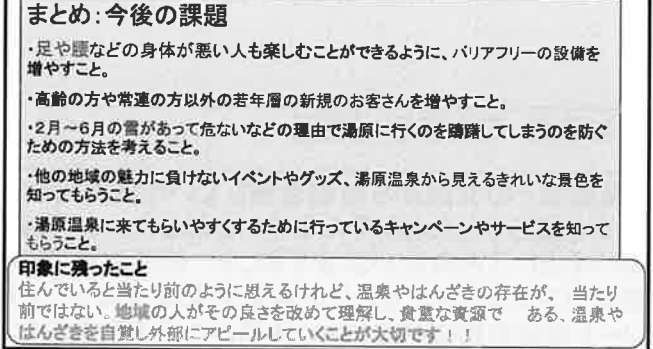 まとめ:今後の課題
・足や腰などの身体が悪い人も楽しむことができるように、バリアフリーの設備を
増やすこと。
・高齢の方や常連の方以外の若年層の新規のお客さんを増やすこと。
・2月~6月の雪があって危ないなどの理由で湯原に行くのを躊躇してしまうのを防ぐ
ための方法を考えること。
・他の地域の魅力に負けないイベントやグッズ、湯原温泉から見えるきれいな景色を
知ってもらうこと。
・湯原温泉に来てもらいやすくするために行っているキャンペーンやサービスを知って
もらうこと。
印象に残ったこと
住んでいると当たり前のように思えるけれど、温泉やはんざきの存在が、 当たり
前ではない。地域の人がその良さを改めて理解し、貴重な資源で ある、温泉や
はんざきを自覚し外部にアピールしていくことが大切です!!